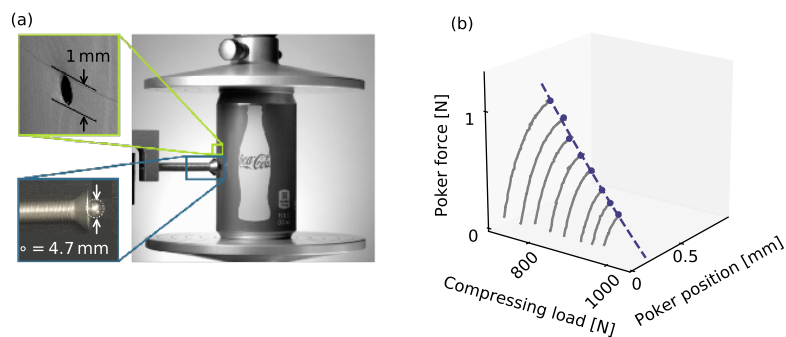 (a)
1 mm
Coca-Cola
= 4.7 mm
(b)
Poker force [N]
1
0
800
1000
Compressing load [N]
0
0.5
Poker position [mm]